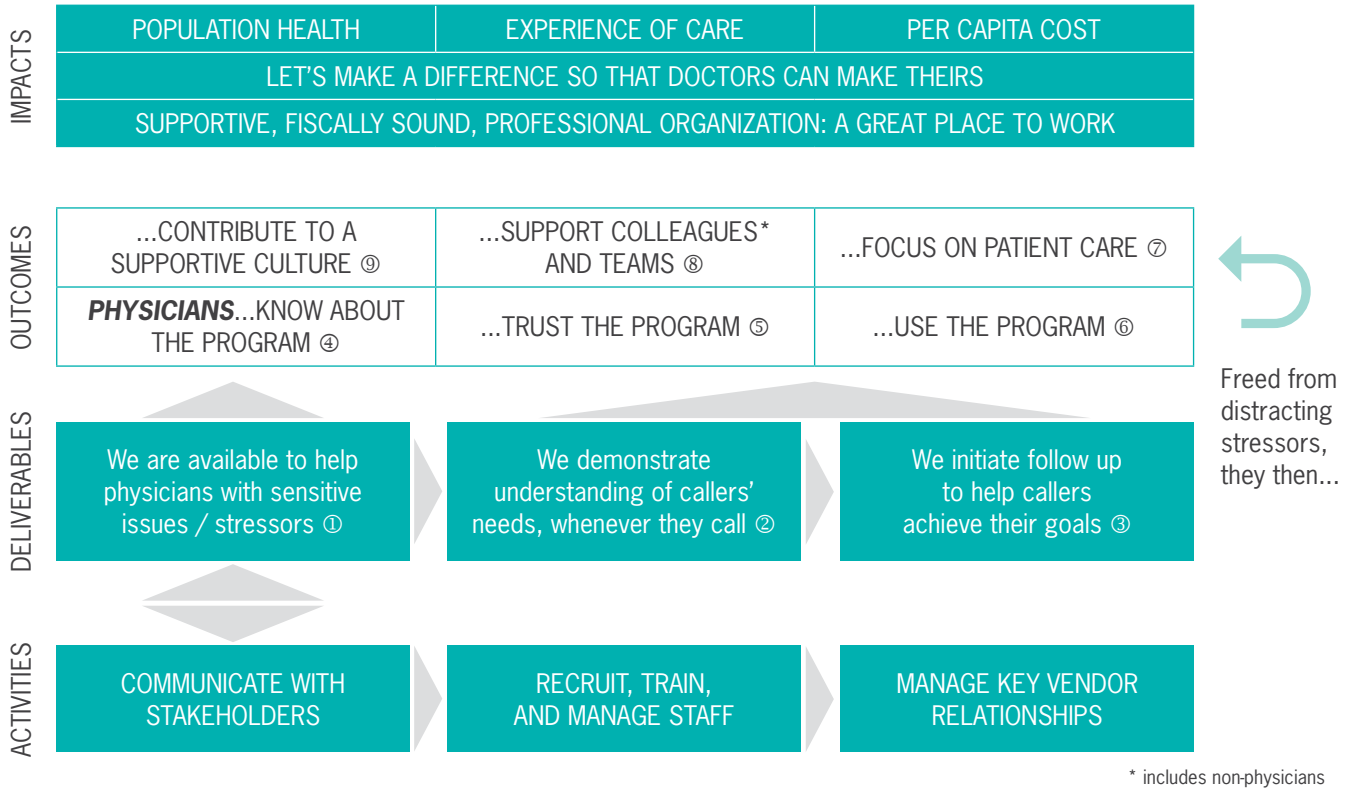 IMPACTS
POPULATION HEALTH
EXPERIENCE OF CARE
PER CAPITA COST
LET'S MAKE A DIFFERENCE SO THAT DOCTORS CAN MAKE THEIRS
SUPPORTIVE, FISCALLY SOUND, PROFESSIONAL ORGANIZATION: A GREAT PLACE TO WORK
OUTCOMES
...CONTRIBUTE TO A
SUPPORTIVE CULTURE ⑨
...SUPPORT COLLEAGUES*
AND TEAMS ⑧
...FOCUS ON PATIENT CARE ⑦
PHYSICIANS...KNOW ABOUT
THE PROGRAM ④
...TRUST THE PROGRAM ⑤
...USE THE PROGRAM ⑥
Freed from
distracting
stressors,
they then...
DELIVERABLES
We are available to help
physicians with sensitive
issues / stressors ①
We demonstrate
understanding of callers'
needs, whenever they call ②
We initiate follow up
to help callers
achieve their goals ③
ACTIVITIES
COMMUNICATE WITH
STAKEHOLDERS
RECRUIT, TRAIN,
AND MANAGE STAFF
MANAGE KEY VENDOR
RELATIONSHIPS
* includes non-physicians